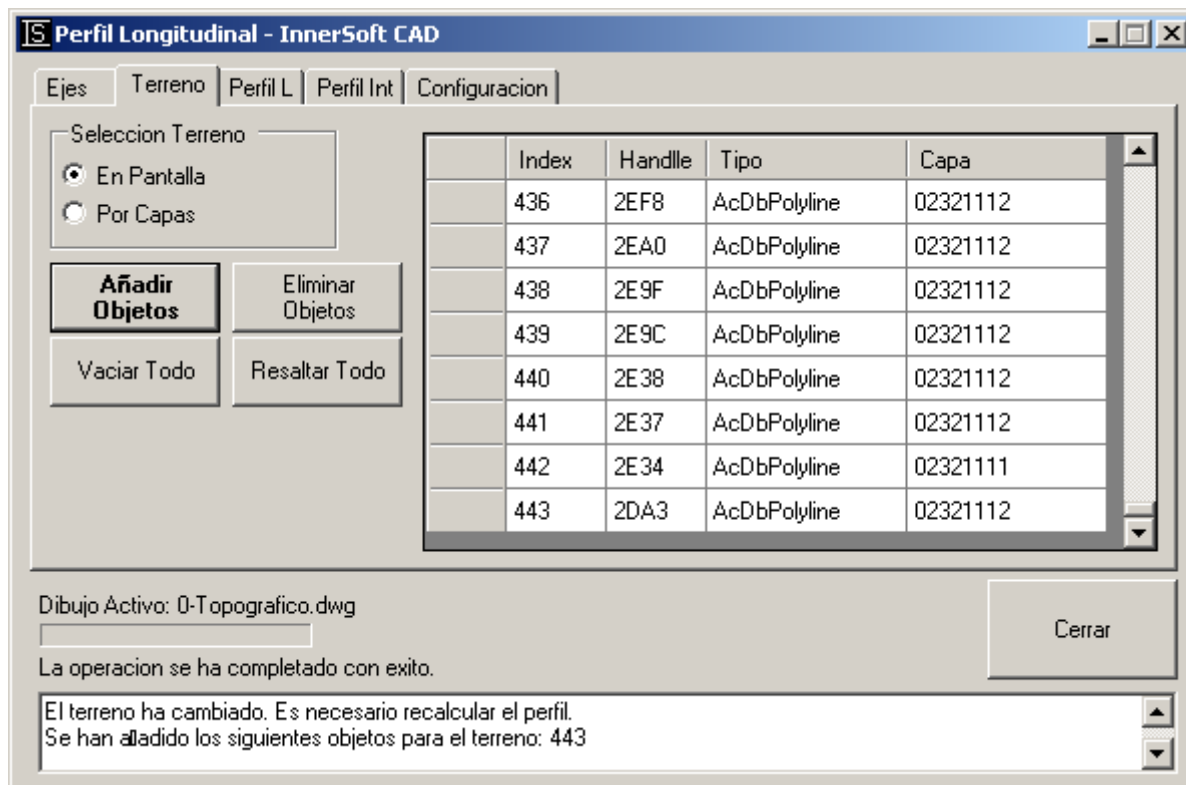 IS Perfil Longitudinal - InnerSoft CAD
Ejes Terreno Perfil L Perfil Int Configuracion
Seleccion Terreno
En Pantalla
Por Capas
Añadir Objetos
Eliminar Objetos
Vaciar Todo
Resaltar Todo
Index Handlle Tipo Capa
436 2EF8 AcDbPolyline 02321112
437 2EA0 AcDbPolyline 02321112
438 2E9F AcDbPolyline 02321112
439 2E9C AcDbPolyline 02321112
440 2E38 AcDbPolyline 02321112
441 2E37 AcDbPolyline 02321112
442 2E34 AcDbPolyline 02321111
443 2DA3 AcDbPolyline 02321112
Dibujo Activo: 0-Topografico.dwg
La operacion se ha completado con exito.
Cerrar
El terreno ha cambiado. Es necesario recalcular el perfil.
Se han los siguientes objetos para el terreno: 443